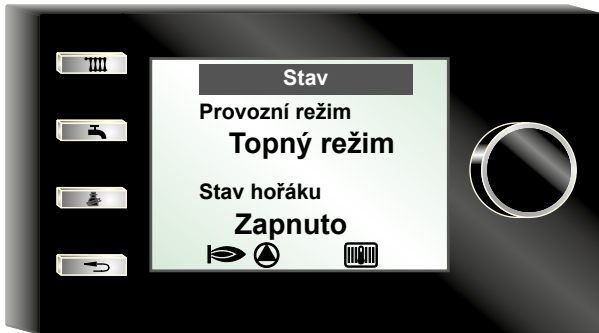 Stav
Provozní režim
Topný režim
Stav hořáku
Zapnuto